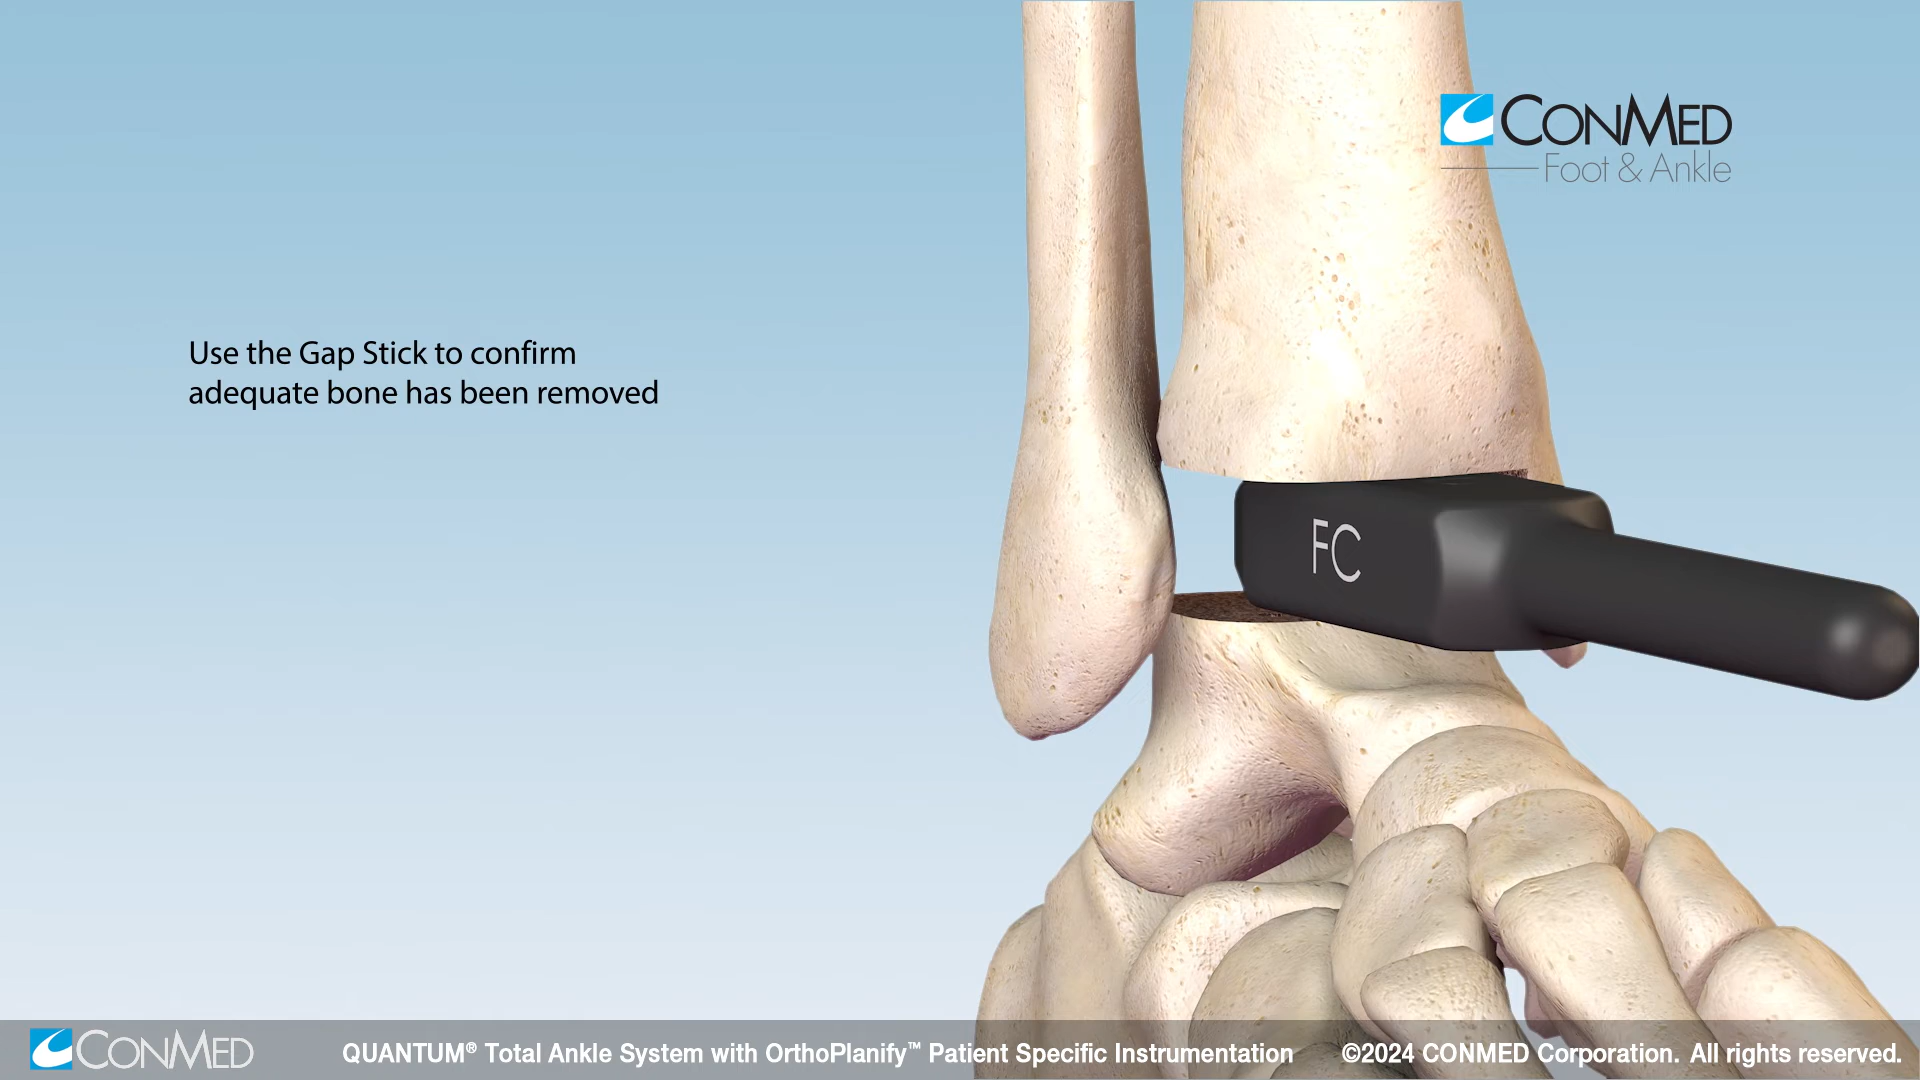 CONMED
Foot & Ankle
Use the Gap Stick to confirm
adequate bone has been removed
FC
CONMED
QUANTUM® Total Ankle System with OrthoPlanify™ Patient Specific Instrumentation
©2024 CONMED Corporation. All rights reserved.